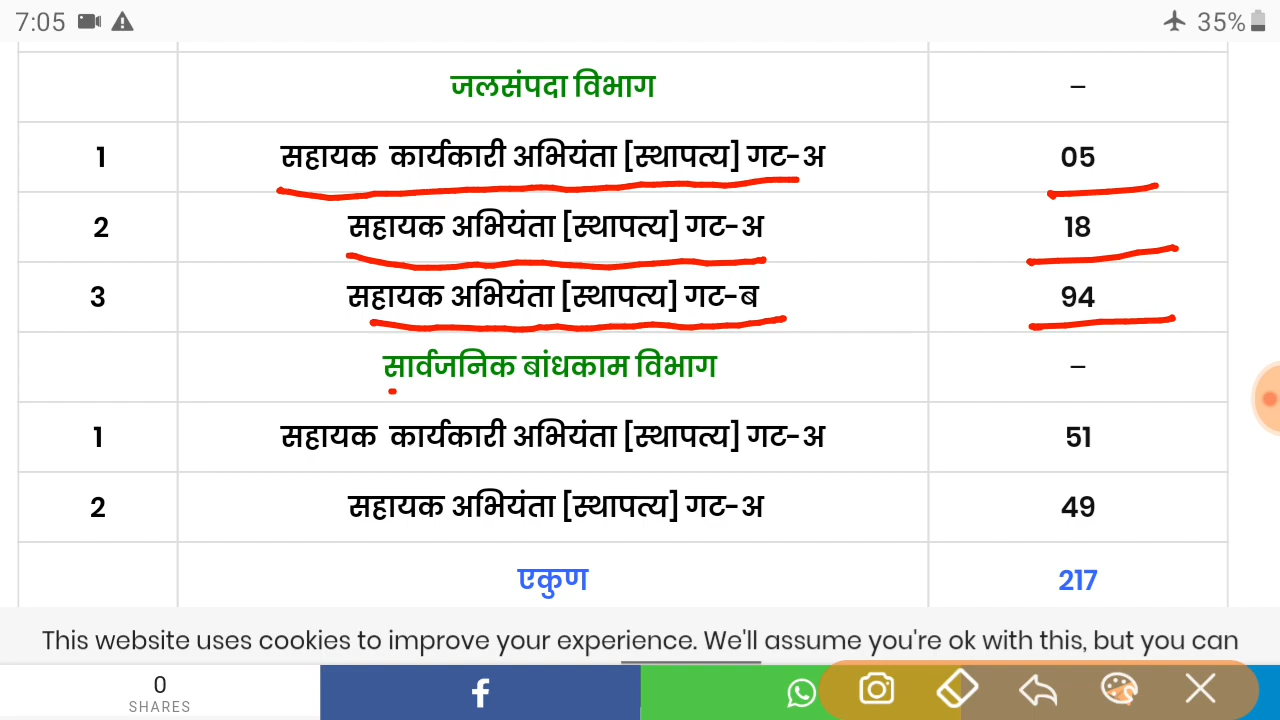 7:05 35%
जलसंपदा विभाग –
1 सहायक कार्यकारी अभियंता [स्थापत्य] गट-अ 05
2 सहायक अभियंता [स्थापत्य] गट-अ 18
3 सहायक अभियंता [स्थापत्य] गट-ब 94
सार्वजनिक बांधकाम विभाग –
1 सहायक कार्यकारी अभियंता [स्थापत्य] गट-अ 51
2 सहायक अभियंता [स्थापत्य] गट-अ 49
एकुण 217
This website uses cookies to improve your experience. We'll assume you're ok with this, but you can
0
SHARES